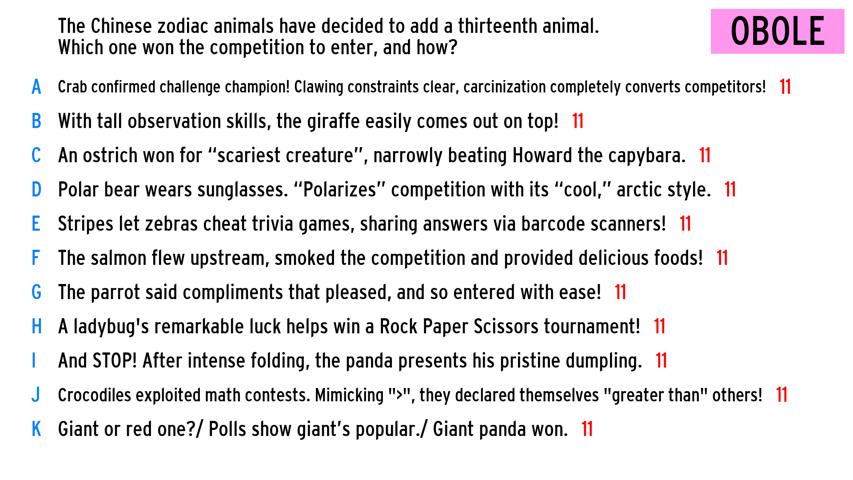 The Chinese zodiac animals have decided to add a thirteenth animal.
Which one won the competition to enter, and how?
OBOLE
A Crab confirmed challenge champion! Clawing constraints clear, carcinization completely converts competitors! 11
B With tall observation skills, the giraffe easily comes out on top! 11
C An ostrich won for “scariest creature”, narrowly beating Howard the capybara. 11
D Polar bear wears sunglasses. “Polarizes” competition with its “cool,” arctic style. 11
E Stripes let zebras cheat trivia games, sharing answers via barcode scanners! 11
F The salmon flew upstream, smoked the competition and provided delicious foods! 11
G The parrot said compliments that pleased, and so entered with ease! 11
H A ladybug's remarkable luck helps win a Rock Paper Scissors tournament! 11
I And STOP! After intense folding, the panda presents his pristine dumpling. 11
J Crocodiles exploited math contests. Mimicking ">", they declared themselves "greater than" others! 11
K Giant or red one?/ Polls show giant’s popular./ Giant panda won. 11